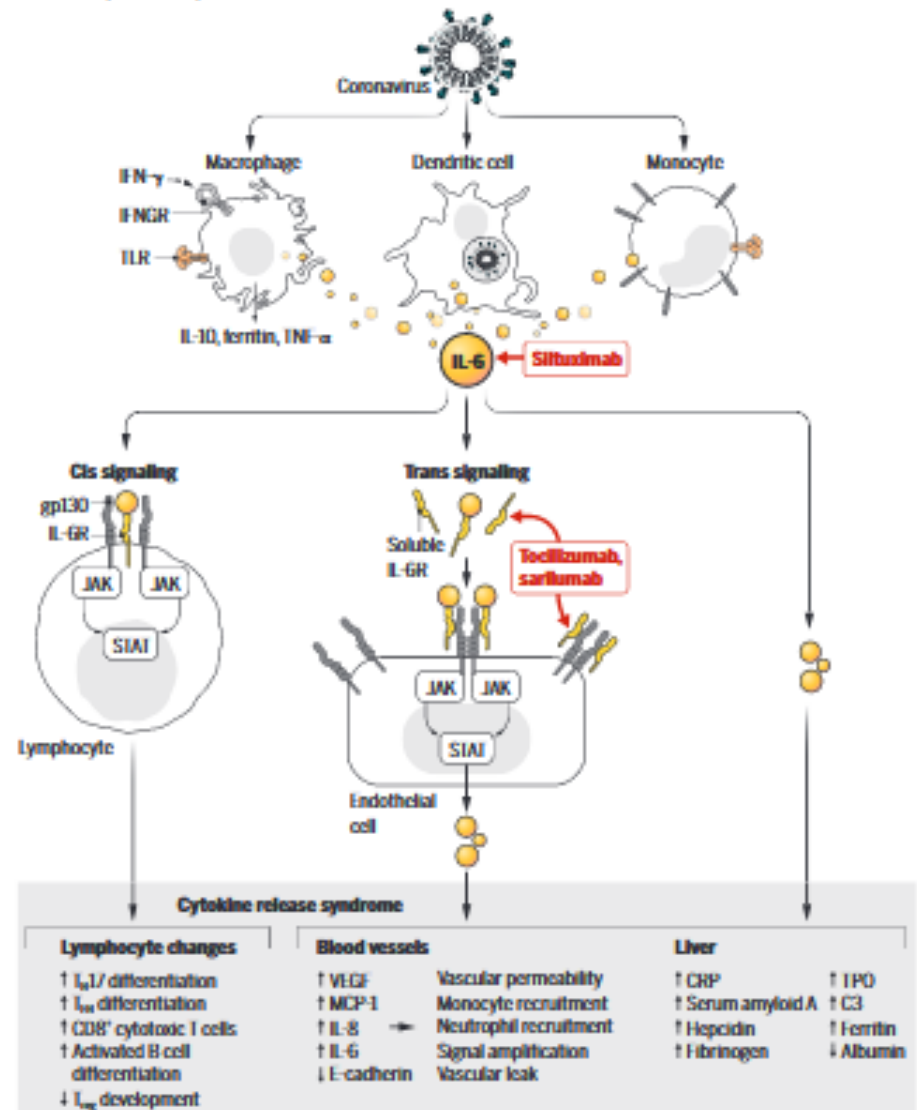 Coronavirus
Macrophage
Dendritic cell
Monocyte
IFN-γ
IFNGR
TLR
IL-10, ferritin, TNF-α
IL-6
Siltuximab
Cis signaling
Trans signaling
gp130
IL-6R
Soluble
IL-6R
Tocilizumab,
sarilumab
JAK
JAK
STAT
JAK
JAK
STAT
Lymphocyte
Endothelial
cell
Cytokine release syndrome
Lymphocyte changes
↑ TH17 differentiation
↑ TFH differentiation
↑ CD8+ cytotoxic T cells
↑ Activated B cell
differentiation
↓ Treg development
Blood vessels
↑ VEGF Vascular permeability
↑ MCP-1 Monocyte recruitment
↑ IL-8 → Neutrophil recruitment
↑ IL-6 Signal amplification
↓ E-cadherin Vascular leak
Liver
↑ CRP ↑ TPO
↑ Serum amyloid A ↑ C3
↑ Hepcidin ↑ Ferritin
↑ Fibrinogen ↓ Albumin